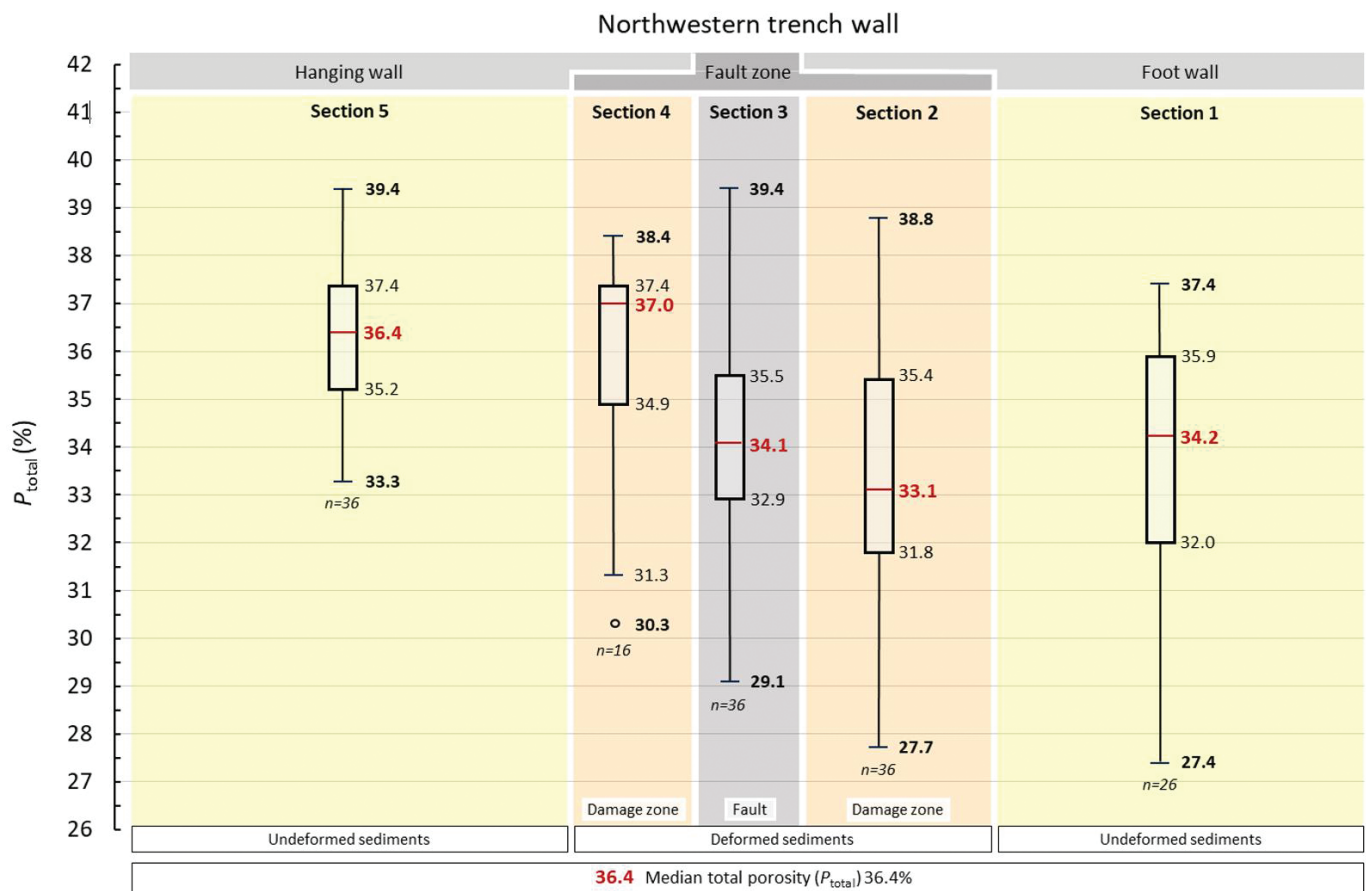 Northwestern trench wall
Hanging wall
Fault zone
Foot wall
Section 5
Section 4
Section 3
Section 2
Section 1
42
41
40
39
38
37
36
35
34
33
32
31
30
29
28
27
26
Ptotal (%)
39.4
37.4
36.4
35.2
33.3
n=36
38.4
37.4
37.0
34.9
31.3
30.3
n=16
39.4
35.5
34.1
32.9
29.1
n=36
38.8
35.4
33.1
31.8
27.7
n=36
37.4
35.9
34.2
32.0
27.4
n=26
Damage zone
Fault
Damage zone
Undeformed sediments
Deformed sediments
Undeformed sediments
36.4 Median total porosity (Ptotal) 36.4%